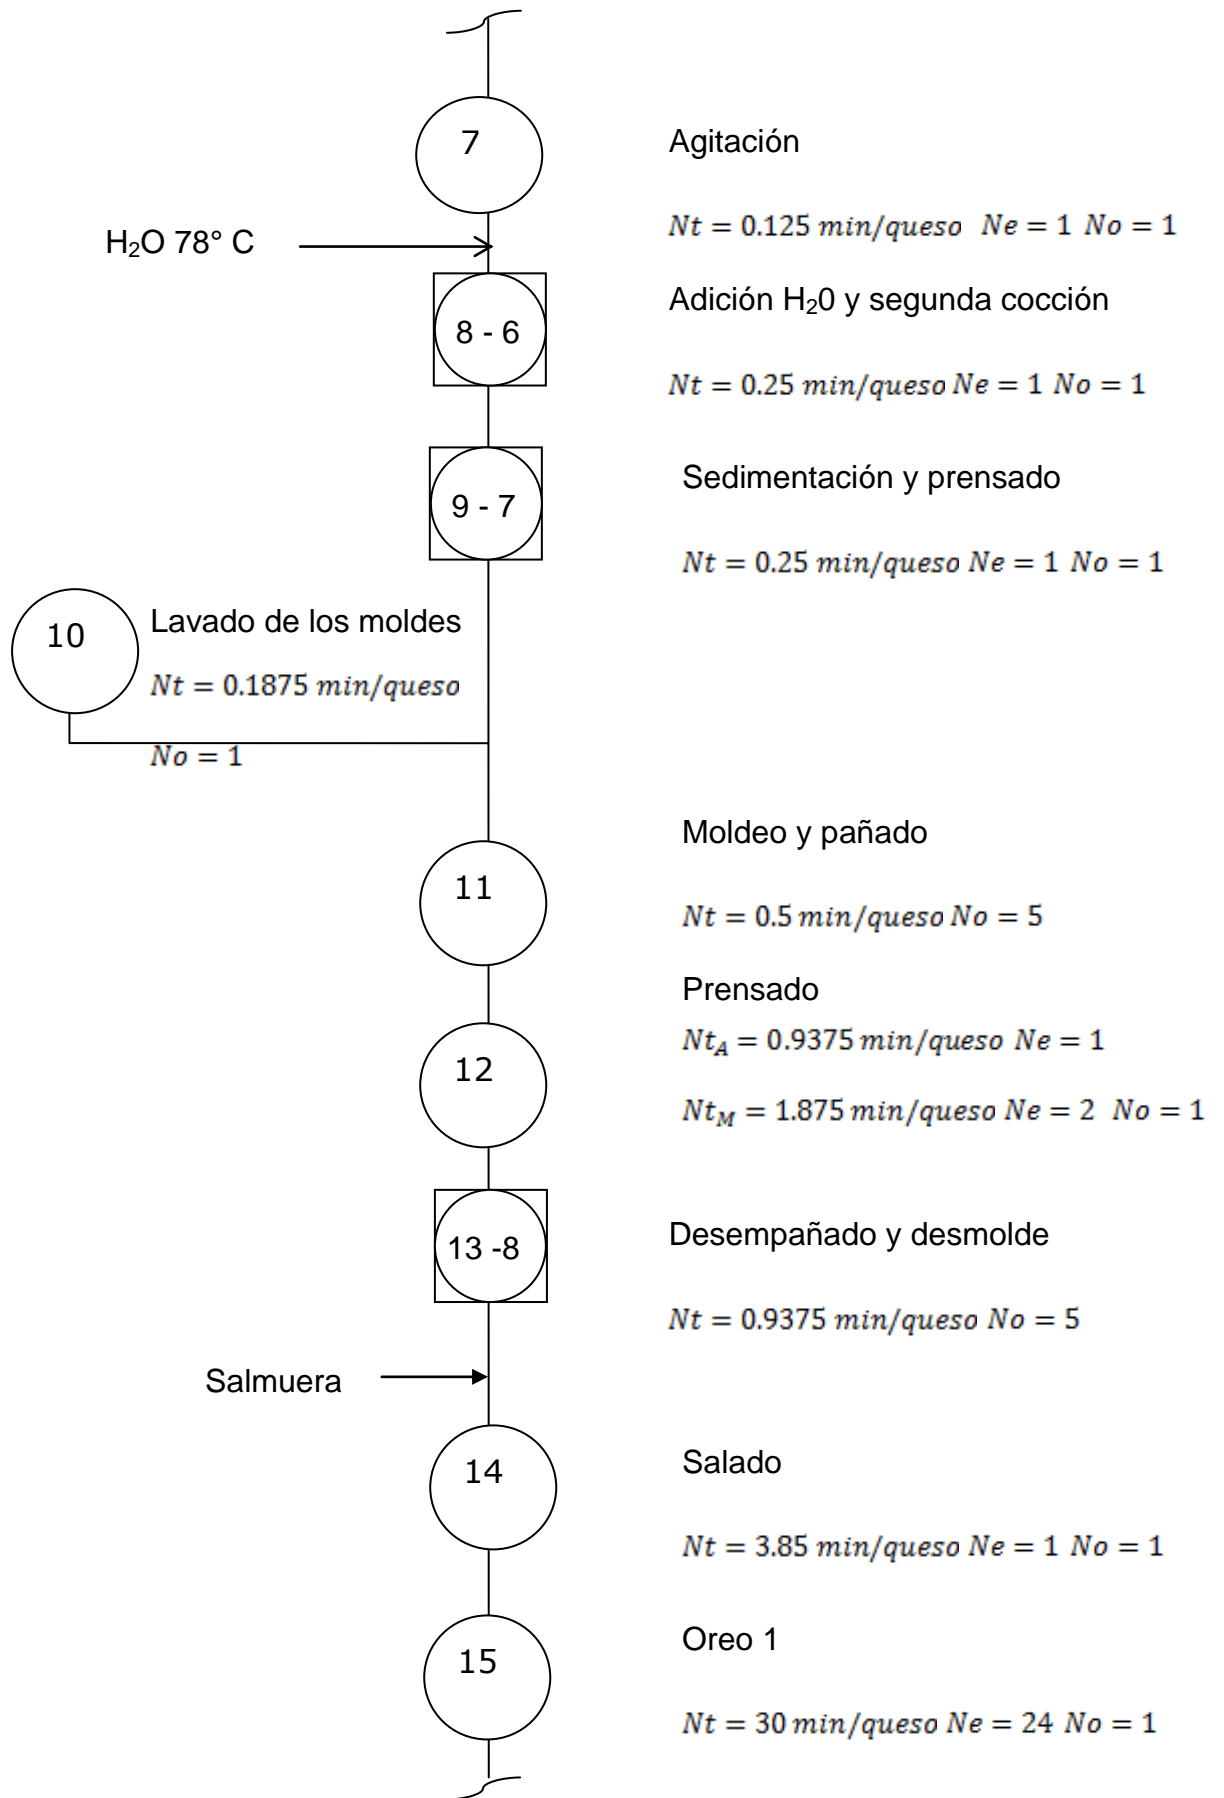 7
Agitación
Nt = 0.125 min/queso Ne = 1 No = 1
H₂O 78° C
8 - 6
Adición H₂0 y segunda cocción
Nt = 0.25 min/queso Ne = 1 No = 1
9 - 7
Sedimentación y prensado
Nt = 0.25 min/queso Ne = 1 No = 1
10
Lavado de los moldes
Nt = 0.1875 min/queso
No = 1
11
Moldeo y pañado
Nt = 0.5 min/queso No = 5
12
Prensado
Nt_A = 0.9375 min/queso Ne = 1
Nt_M = 1.875 min/queso Ne = 2 No = 1
13 -8
Desempañado y desmolde
Nt = 0.9375 min/queso No = 5
Salmuera
14
Salado
Nt = 3.85 min/queso Ne = 1 No = 1
15
Oreo 1
Nt = 30 min/queso Ne = 24 No = 1